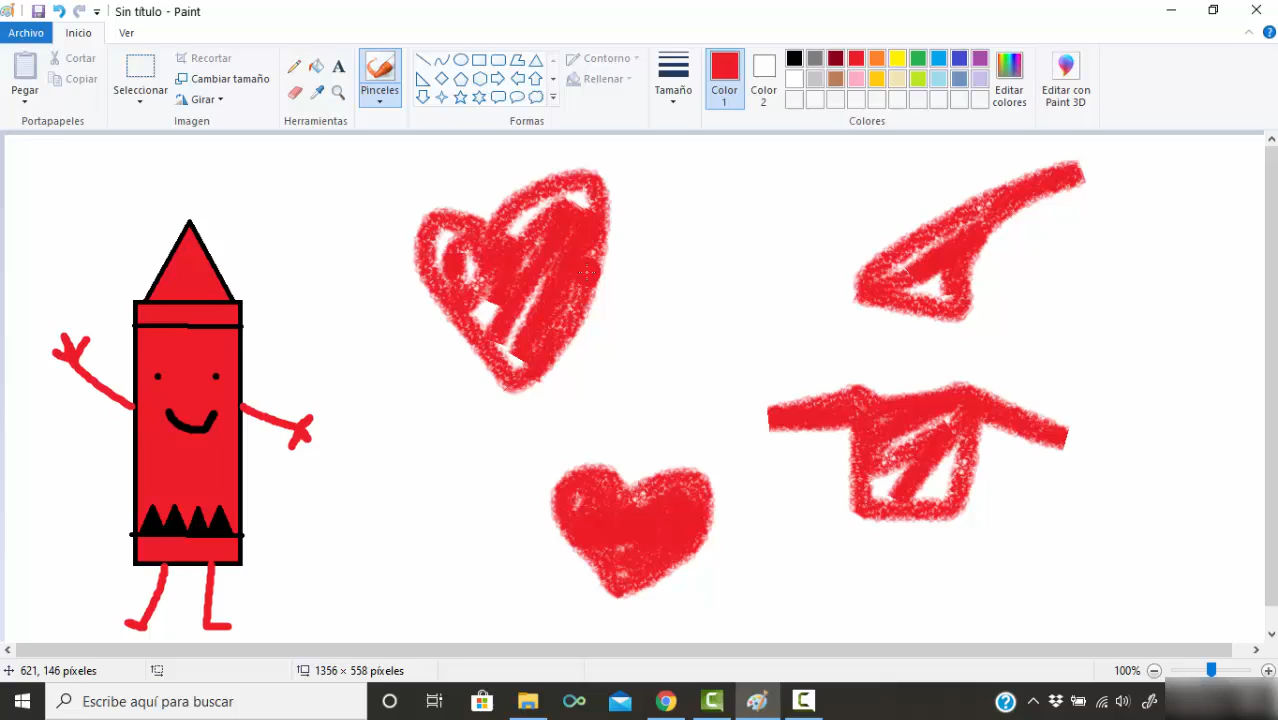 Sin título - Paint
Archivo Inicio Ver
Pegar
Cortar
Copiar
Portapapeles
Seleccionar
Recortar
Cambiar tamaño
Girar
Imagen
A
Herramientas
Pinceles
Contorno
Rellenar
Formas
Tamaño
Color
1
Color
2
Editar
colores
Colores
Editar con
Paint 3D
621, 146 píxeles
1356 × 558 píxeles
100%
Escribe aquí para buscar